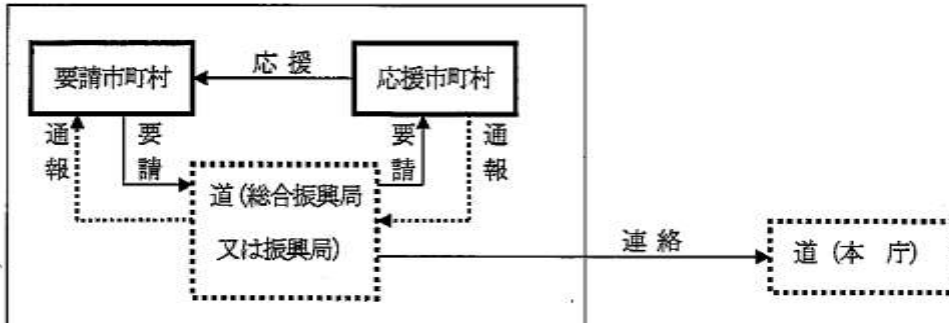 応 援
要請市町村
応援市町村
通報
要請
要請
通報
道(総合振興局
又は振興局)
連 絡
道(本 庁)